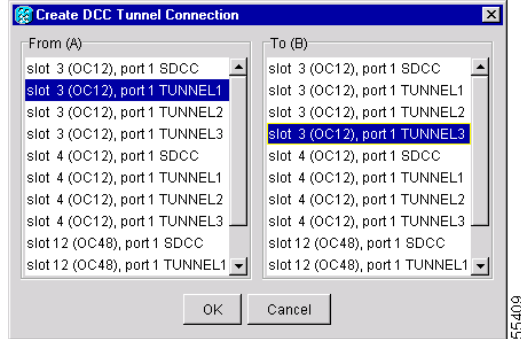 Create DCC Tunnel Connection
From (A)
slot 3 (OC12), port 1 SDCC
slot 3 (OC12), port 1 TUNNEL1
slot 3 (OC12), port 1 TUNNEL2
slot 3 (OC12), port 1 TUNNEL3
slot 4 (OC12), port 1 SDCC
slot 4 (OC12), port 1 TUNNEL1
slot 4 (OC12), port 1 TUNNEL2
slot 4 (OC12), port 1 TUNNEL3
slot 12 (OC48), port 1 SDCC
slot 12 (OC48), port 1 TUNNEL1
To (B)
slot 3 (OC12), port 1 SDCC
slot 3 (OC12), port 1 TUNNEL1
slot 3 (OC12), port 1 TUNNEL2
slot 3 (OC12), port 1 TUNNEL3
slot 4 (OC12), port 1 SDCC
slot 4 (OC12), port 1 TUNNEL1
slot 4 (OC12), port 1 TUNNEL2
slot 4 (OC12), port 1 TUNNEL3
slot 12 (OC48), port 1 SDCC
slot 12 (OC48), port 1 TUNNEL1
OK
Cancel
55409